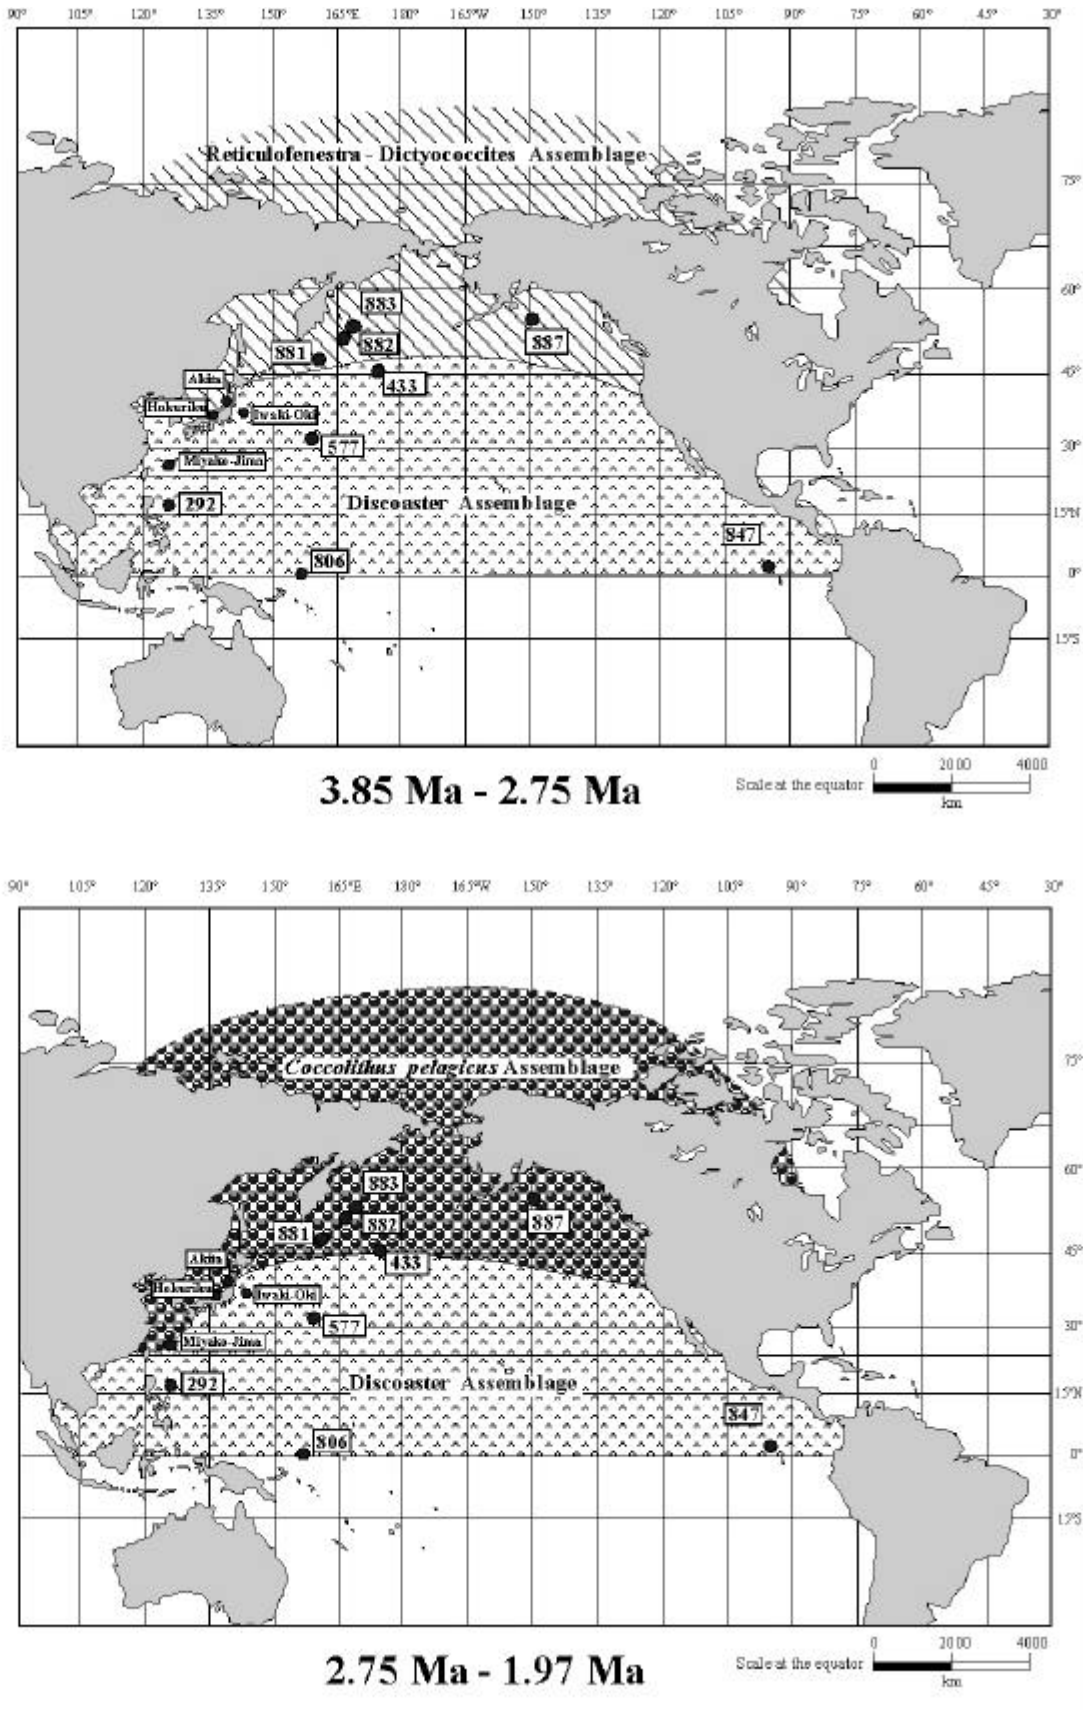 90° 105° 120° 135° 150° 165°E 180° 165°W 150° 135° 120° 105° 90° 75° 60° 45° 30°
Reticulofenestra - Dictyococcites Assemblage
75°
60°
883
882
887
881
45°
Akita
433
Hokuriku
Iwaki-Oki
577
30°
Miyako-Jima
292
Discoaster Assemblage
15°N
847
806
0°
15°S
3.85 Ma - 2.75 Ma
Scale at the equator
0 2000 4000
km
90° 105° 120° 135° 150° 165°E 180° 165°W 150° 135° 120° 105° 90° 75° 60° 45° 30°
Coccolithus pelagicus Assemblage
75°
60°
883
882
887
881
45°
Akita
433
Hokuriku
Iwaki-Oki
577
30°
Miyako-Jima
292
Discoaster Assemblage
15°N
847
806
0°
15°S
2.75 Ma - 1.97 Ma
Scale at the equator
0 2000 4000
km